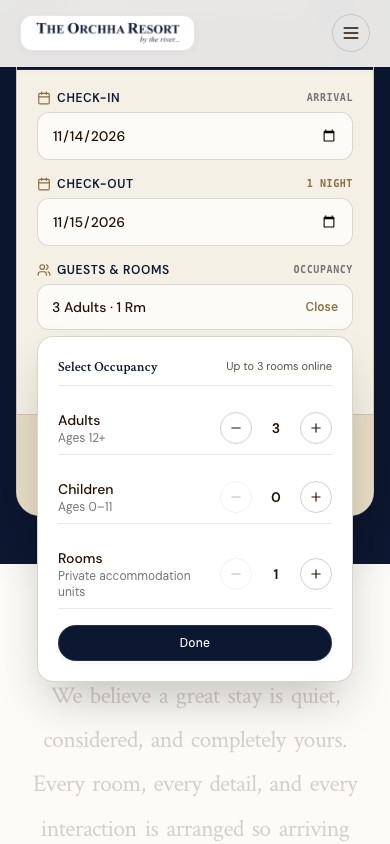 THE ORCHHA RESORT
by the river...
CHECK-IN
ARRIVAL
11/14/2026
CHECK-OUT
1 NIGHT
11/15/2026
GUESTS & ROOMS
OCCUPANCY
3 Adults · 1 Rm
Close
Select Occupancy
Up to 3 rooms online
Adults
Ages 12+
3
Children
Ages 0–11
0
Rooms
Private accommodation
units
1
Done
We believe a great stay is quiet,
considered, and completely yours.
Every room, every detail, and every
interaction is arranged so arriving